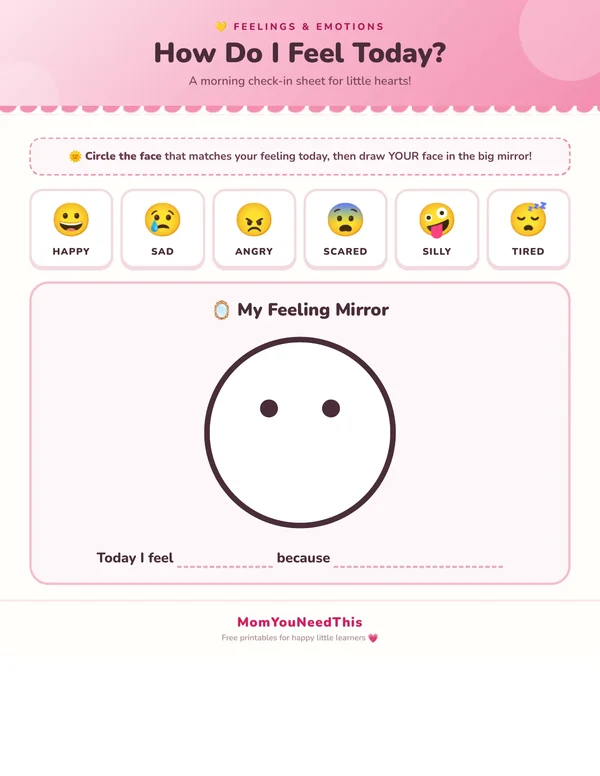 💛 FEELINGS & EMOTIONS
How Do I Feel Today?
A morning check-in sheet for little hearts!
🌞 Circle the face that matches your feeling today, then draw YOUR face in the big mirror!
HAPPY SAD ANGRY SCARED SILLY TIRED
🪞 My Feeling Mirror
Today I feel because
MomYouNeedThis
Free printables for happy little learners 💗